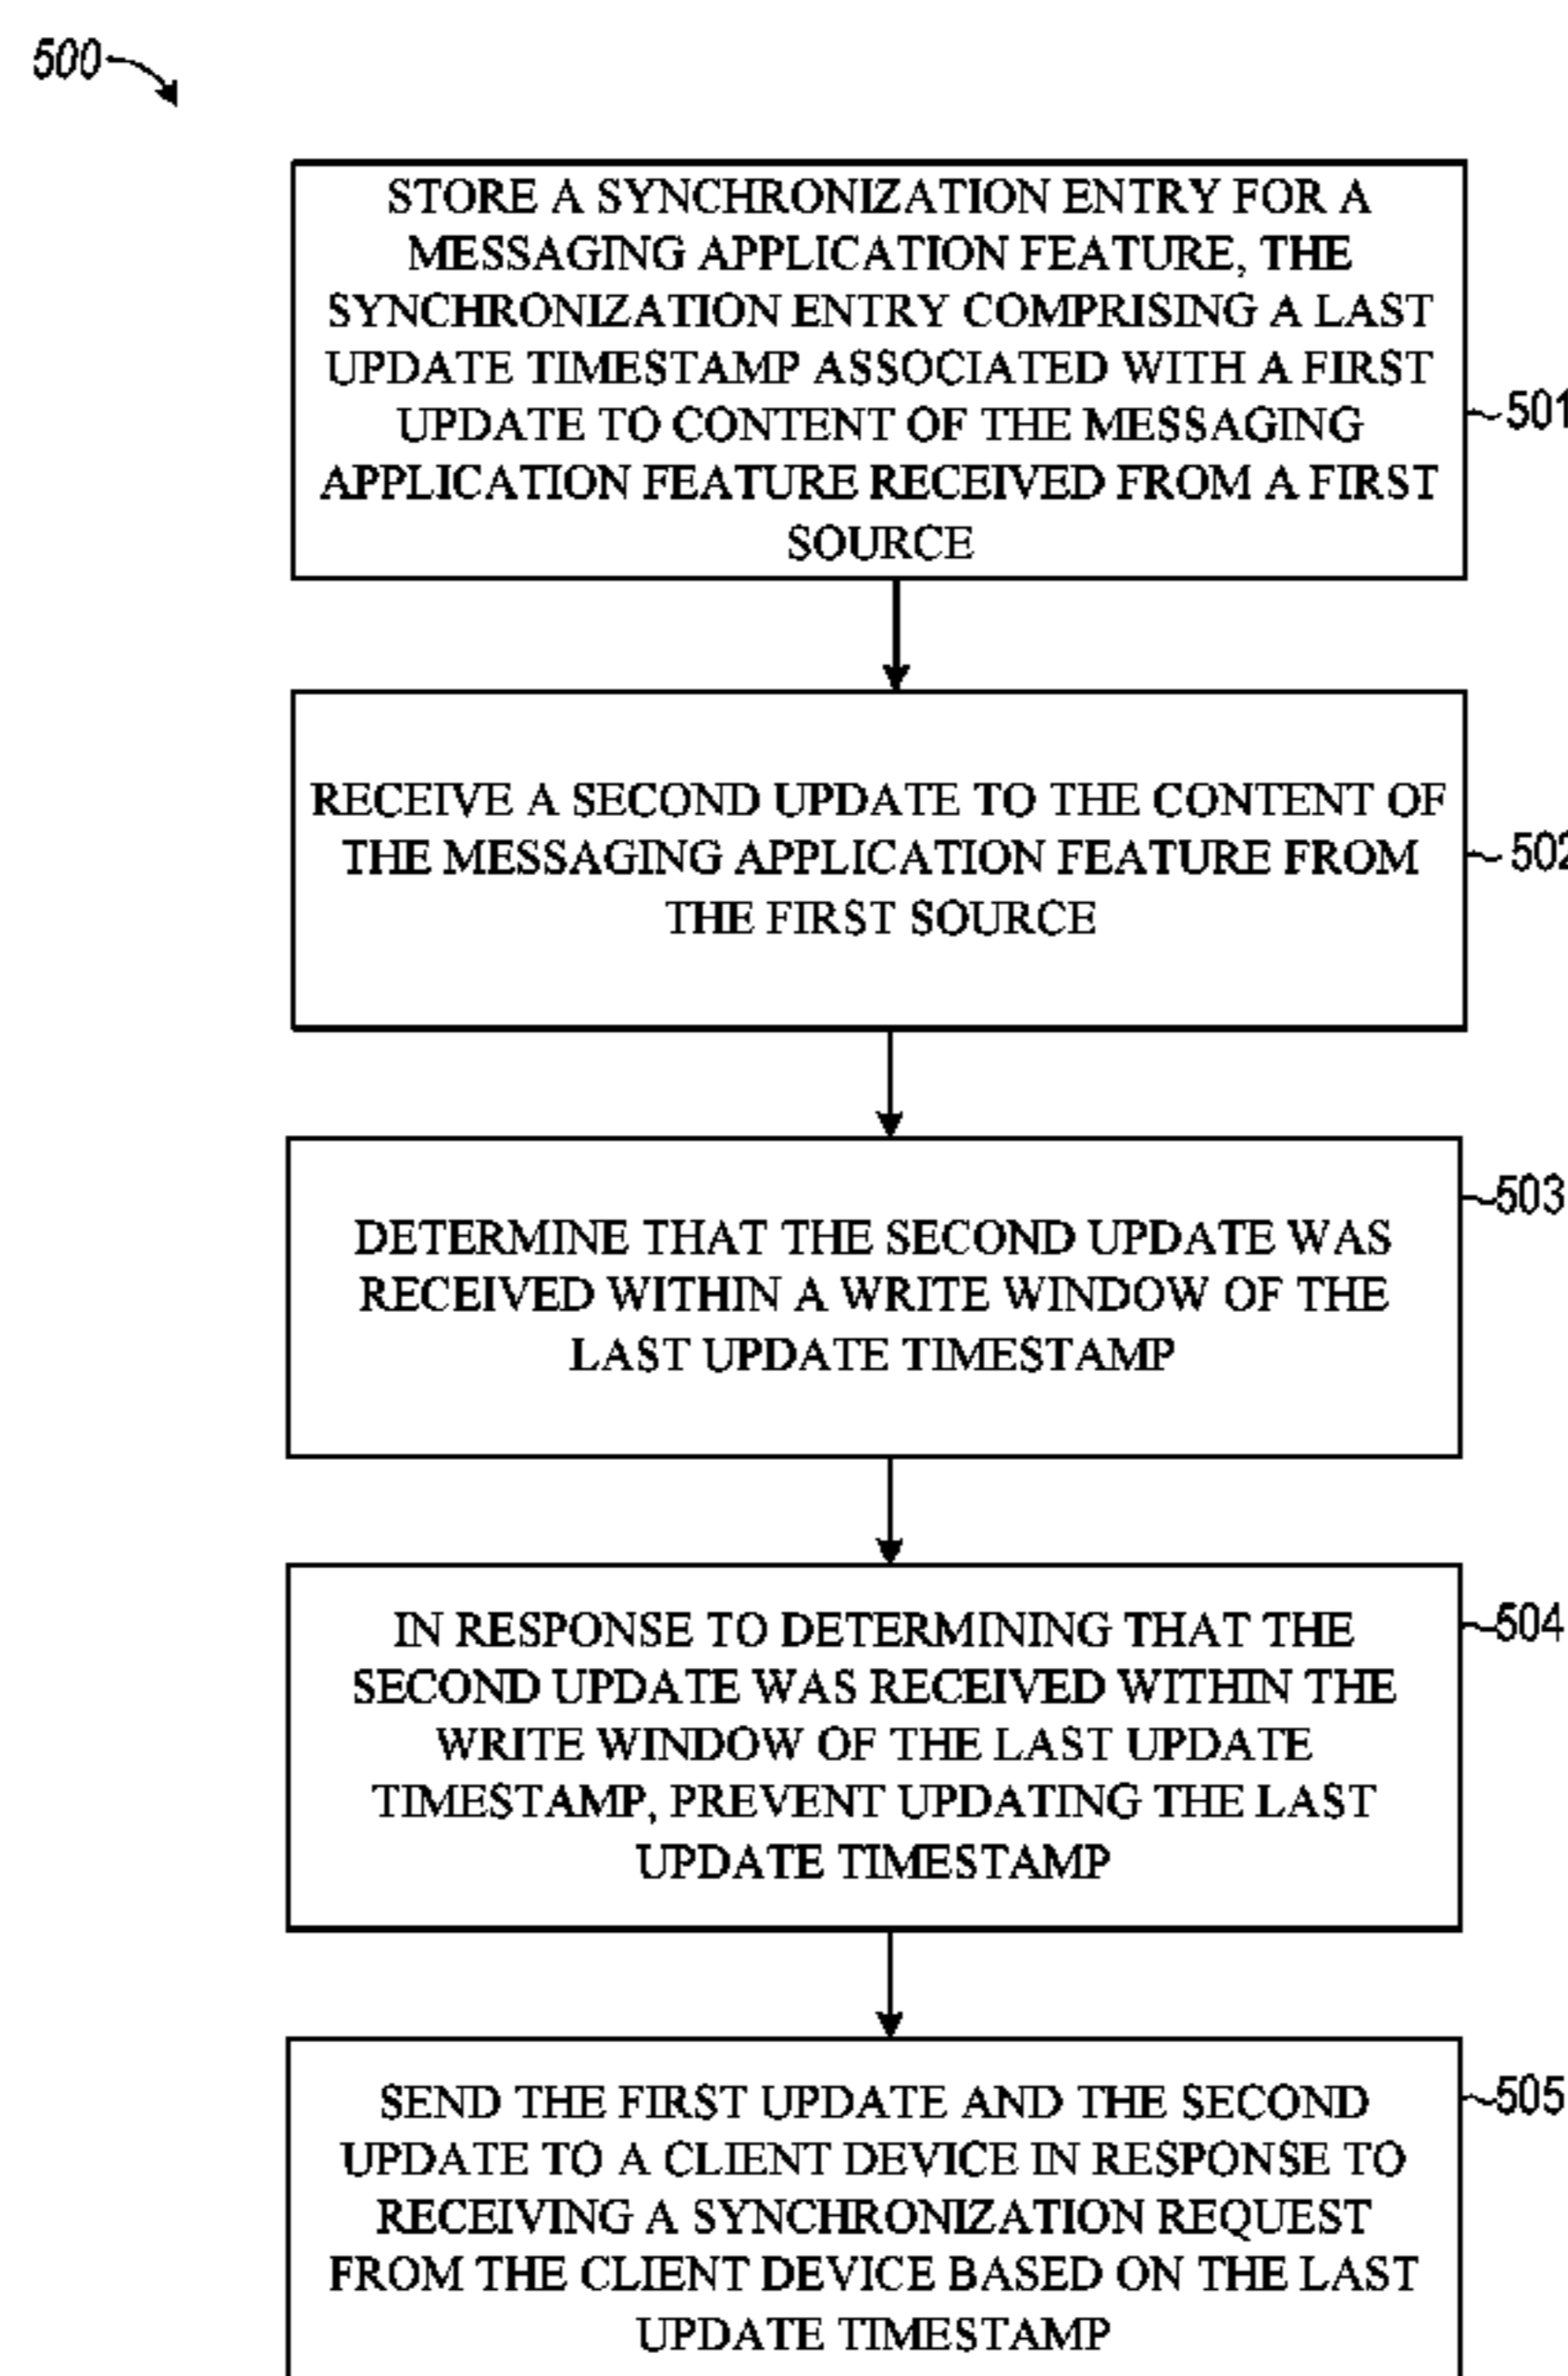 500
STORE A SYNCHRONIZATION ENTRY FOR A
MESSAGING APPLICATION FEATURE, THE
SYNCHRONIZATION ENTRY COMPRISING A LAST
UPDATE TIMESTAMP ASSOCIATED WITH A FIRST
UPDATE TO CONTENT OF THE MESSAGING
APPLICATION FEATURE RECEIVED FROM A FIRST
SOURCE
501
RECEIVE A SECOND UPDATE TO THE CONTENT OF
THE MESSAGING APPLICATION FEATURE FROM
THE FIRST SOURCE
502
DETERMINE THAT THE SECOND UPDATE WAS
RECEIVED WITHIN A WRITE WINDOW OF THE
LAST UPDATE TIMESTAMP
503
IN RESPONSE TO DETERMINING THAT THE
SECOND UPDATE WAS RECEIVED WITHIN THE
WRITE WINDOW OF THE LAST UPDATE
TIMESTAMP, PREVENT UPDATING THE LAST
UPDATE TIMESTAMP
504
SEND THE FIRST UPDATE AND THE SECOND
UPDATE TO A CLIENT DEVICE IN RESPONSE TO
RECEIVING A SYNCHRONIZATION REQUEST
FROM THE CLIENT DEVICE BASED ON THE LAST
UPDATE TIMESTAMP
505